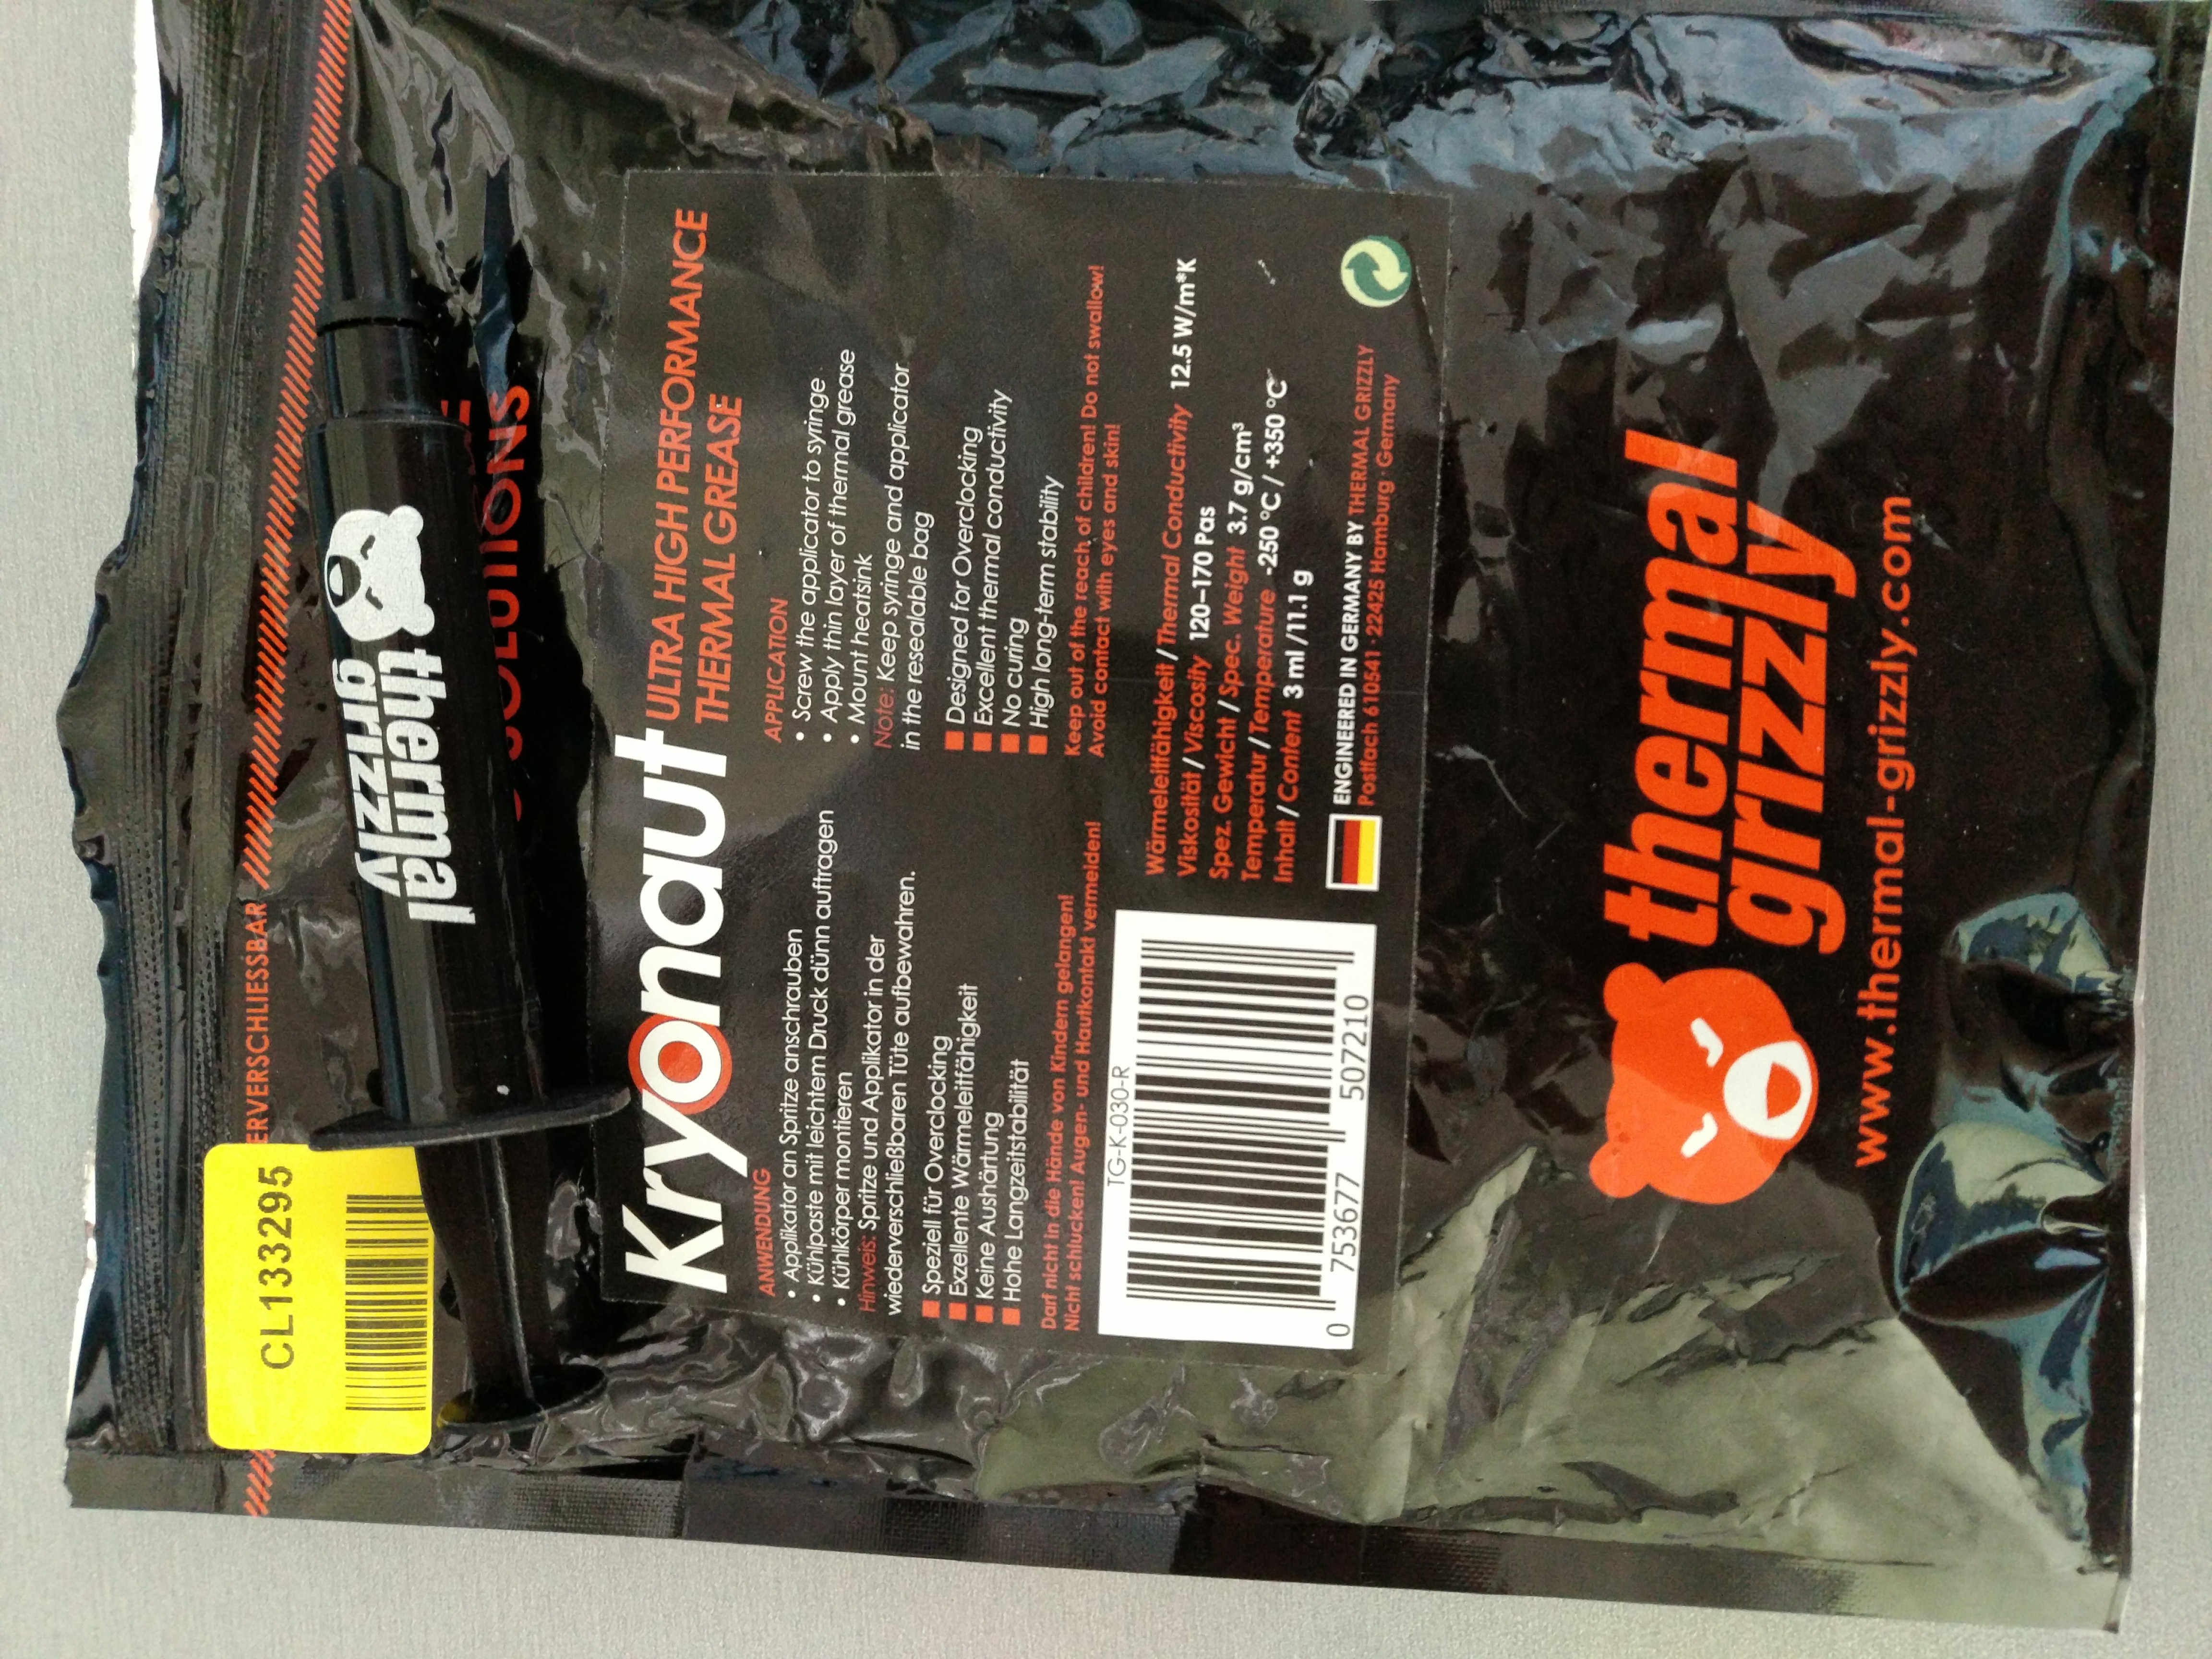 CL133295
ERVERSCHLIESSBAR
SOLUTIONS
thermal
grizzly
Kryonaut
ULTRA HIGH PERFORMANCE
THERMAL GREASE
ANWENDUNG
• Applikator an Spritze anschrauben
• Kühlpaste mit leichtem Druck dünn auftragen
• Kühlkörper montieren
Hinweis: Spritze und Applikator in der
wiederverschließbaren Tüte aufbewahren.
Speziell für Overclocking
Exzellente Wärmeleitfähigkeit
Keine Aushärtung
Hohe Langzeitstabilität
Darf nicht in die Hände von Kindern gelangen!
Nicht schlucken! Augen- und Hautkontakt vermeiden!
APPLICATION
• Screw the applicator to syringe
• Apply thin layer of thermal grease
• Mount heatsink
Note: Keep syringe and applicator
in the resealable bag
Designed for Overclocking
Excellent thermal conductivity
No curing
High long-term stability
Keep out of the reach of children! Do not swallow!
Avoid contact with eyes and skin!
TG-K-030-R
0 753677 507210
Wärmeleitfähigkeit / Thermal Conductivity 12.5 W/m*K
Viskosität / Viscosity 120–170 Pas
Spez. Gewicht / Spec. Weight 3.7 g/cm³
Temperatur / Temperature -250 °C / +350 °C
Inhalt / Content 3 ml /11.1 g
ENGINEERED IN GERMANY BY THERMAL GRIZZLY
Postfach 610541 · 22425 Hamburg · Germany
thermal
grizzly
www.thermal-grizzly.com